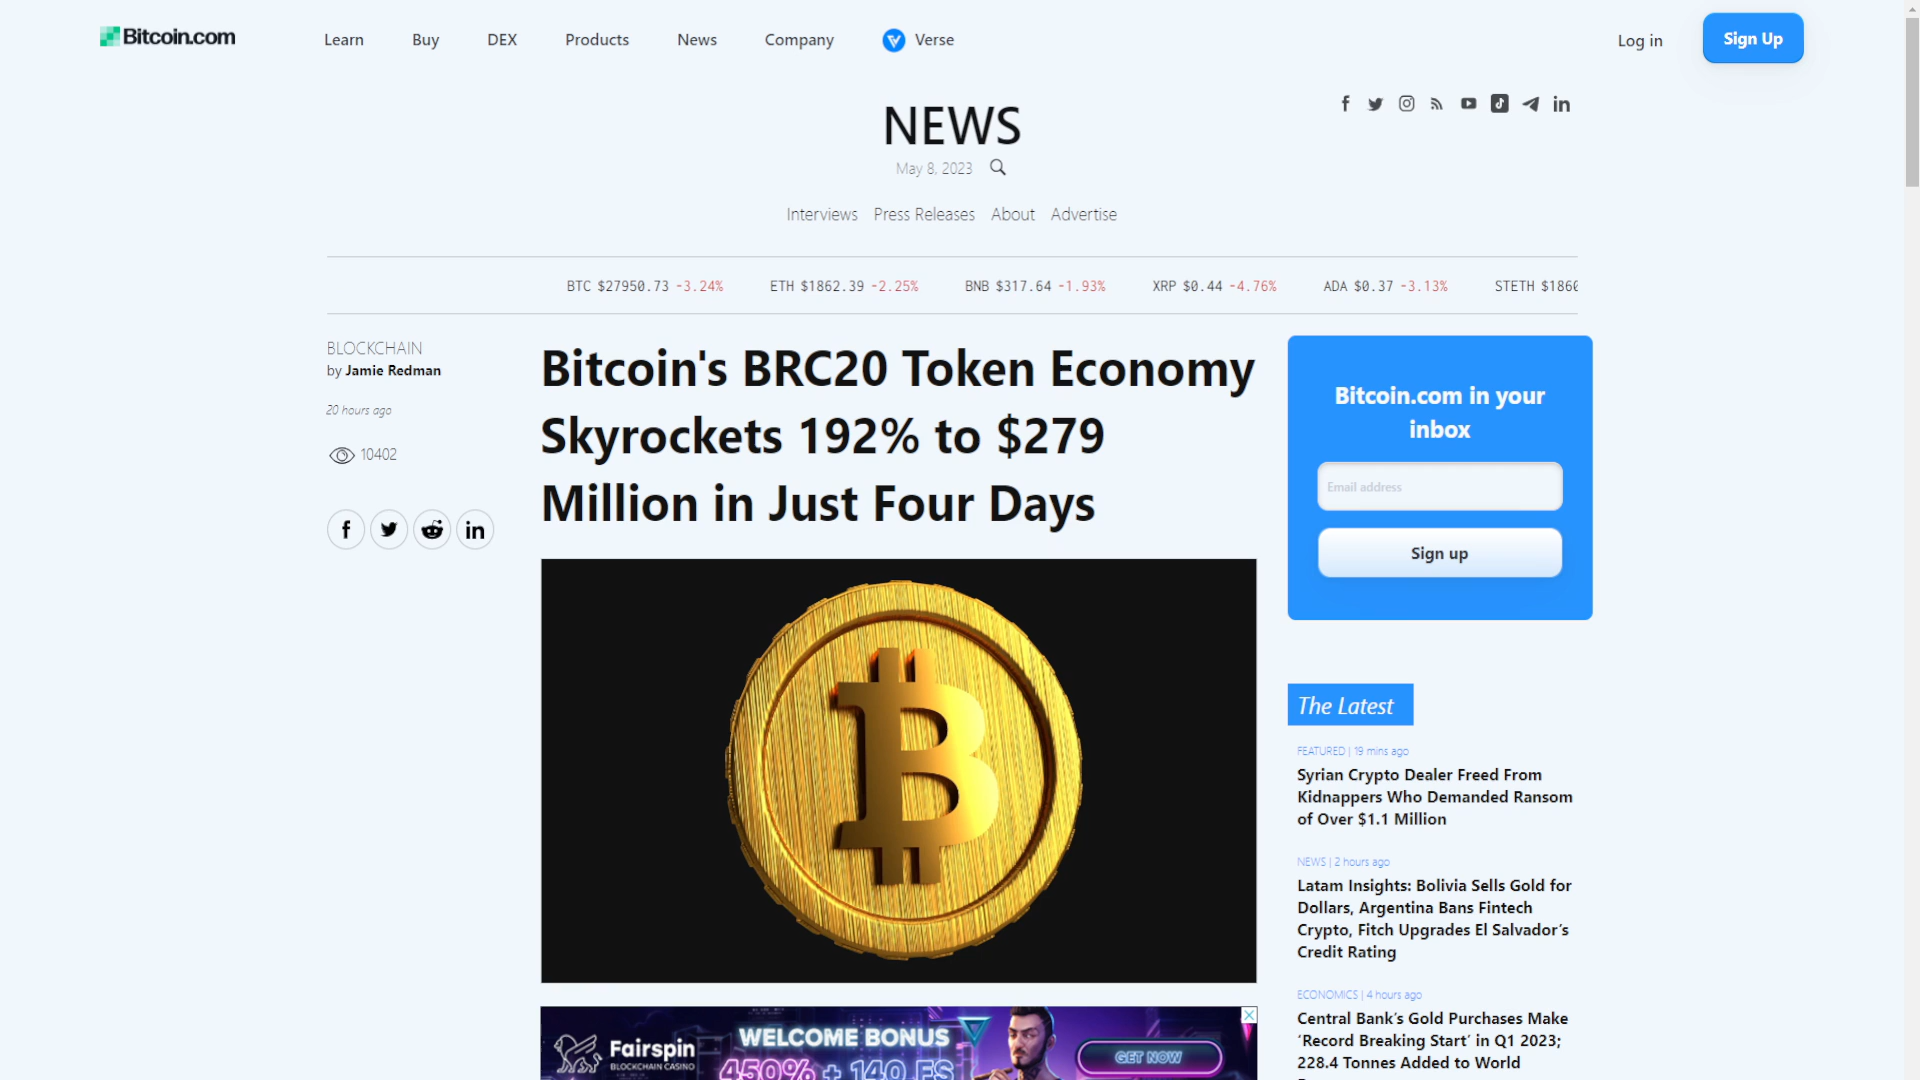 Bitcoin.com
Learn
Buy
DEX
Products
News
Company
Verse
Log in
Sign Up
NEWS
May 8, 2023
Interviews
Press Releases
About
Advertise
BTC $27950.73 -3.24%
ETH $1862.39 -2.25%
BNB $317.64 -1.93%
XRP $0.44 -4.76%
ADA $0.37 -3.13%
STETH $186
BLOCKCHAIN
by Jamie Redman
20 hours ago
10402
Bitcoin's BRC20 Token Economy
Skyrockets 192% to $279
Million in Just Four Days
Bitcoin.com in your
inbox
Email address
Sign up
The Latest
FEATURED | 19 mins ago
Syrian Crypto Dealer Freed From
Kidnappers Who Demanded Ransom
of Over $1.1 Million
NEWS | 2 hours ago
Latam Insights: Bolivia Sells Gold for
Dollars, Argentina Bans Fintech
Crypto, Fitch Upgrades El Salvador’s
Credit Rating
ECONOMICS | 4 hours ago
Central Bank’s Gold Purchases Make
‘Record Breaking Start’ in Q1 2023;
228.4 Tonnes Added to World
Fairspin
BLOCKCHAIN CASINO
WELCOME BONUS
450% + 140 FS
GET NOW